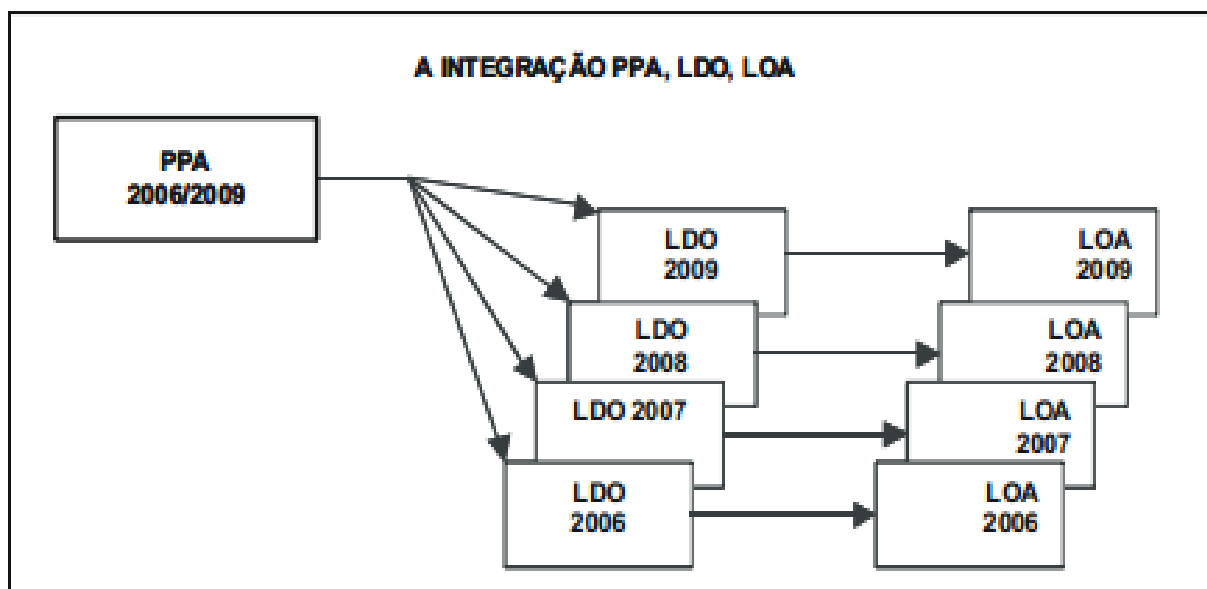 A INTEGRAÇÃO PPA, LDO, LOA
PPA
2006/2009
LDO
2009
LOA
2009
LDO
2008
LOA
2008
LDO 2007
LOA
2007
LDO
2006
LOA
2006